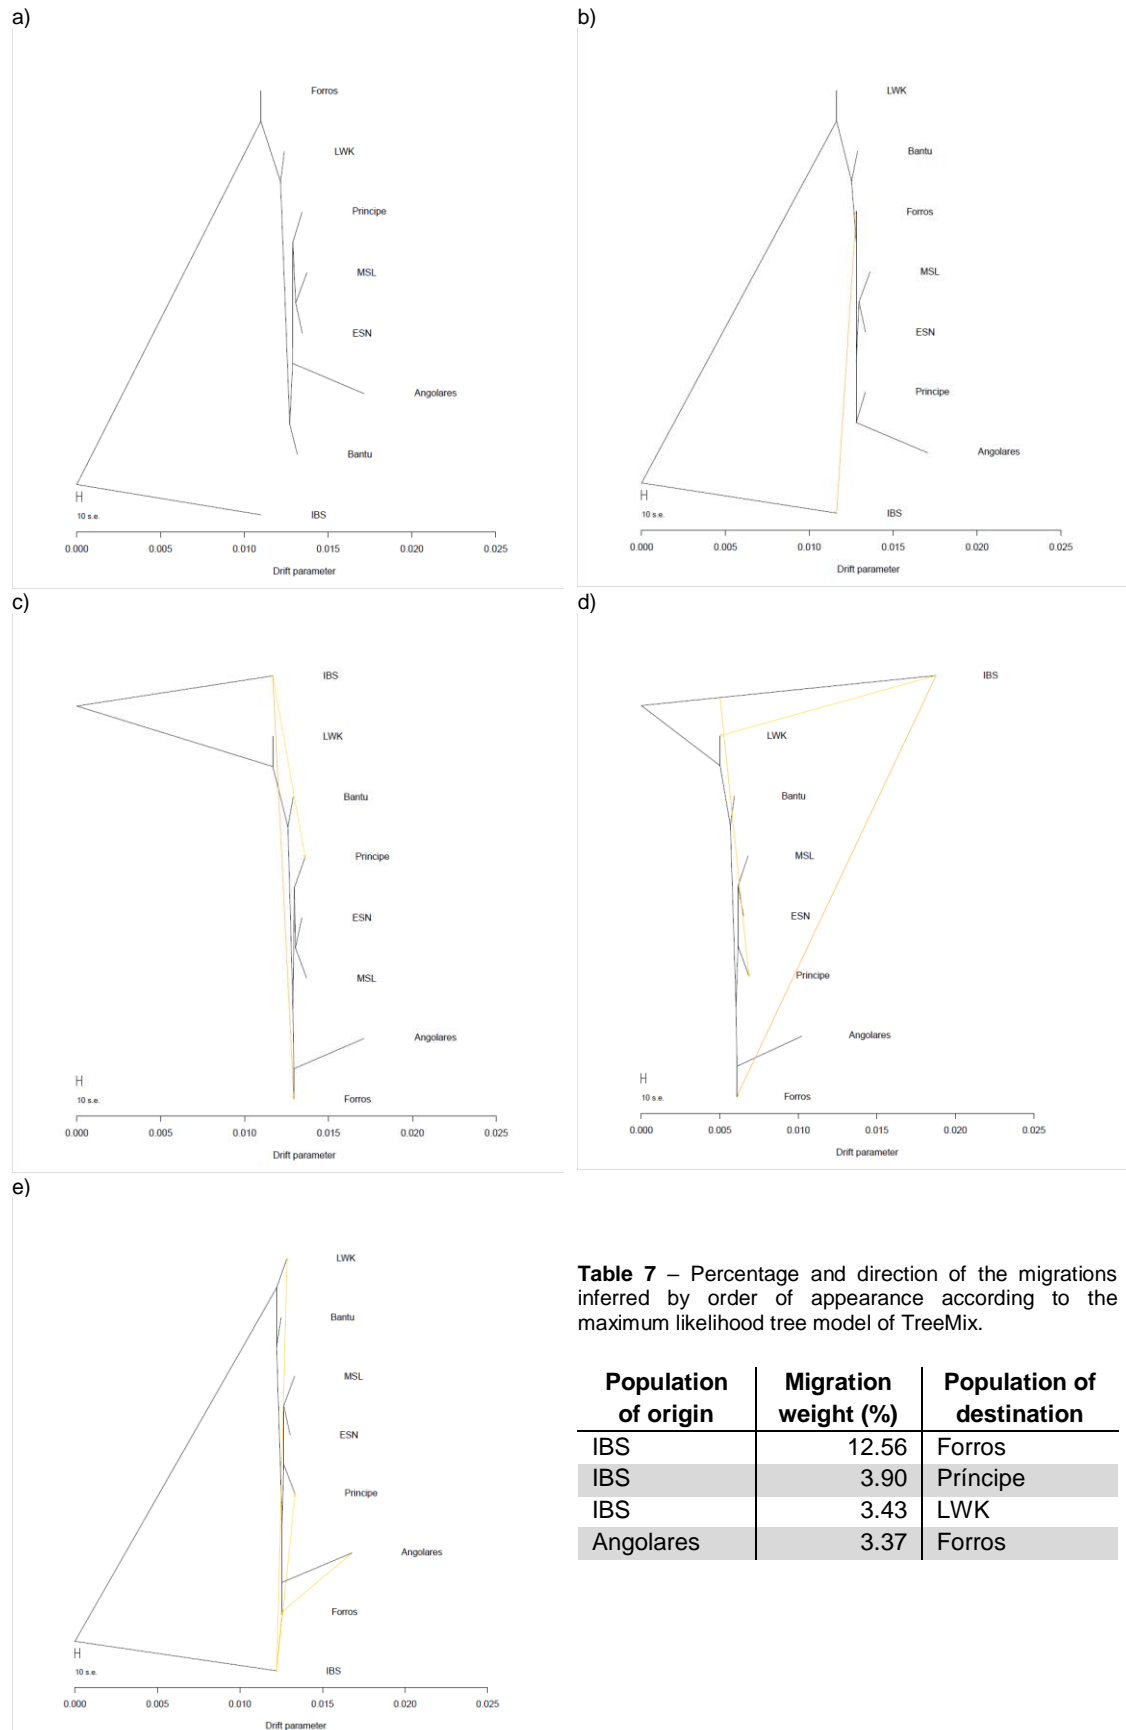 a)
Forros
LWK
Principe
MSL
ESN
Angolares
Bantu
IBS
10 s.e.
0.000 0.005 0.010 0.015 0.020 0.025
Drift parameter
b)
LWK
Bantu
Forros
MSL
ESN
Principe
Angolares
IBS
10 s.e.
0.000 0.005 0.010 0.015 0.020 0.025
Drift parameter
c)
IBS
LWK
Bantu
Principe
ESN
MSL
Angolares
Forros
10 s.e.
0.000 0.005 0.010 0.015 0.020 0.025
Drift parameter
d)
IBS
LWK
Bantu
MSL
ESN
Principe
Angolares
Forros
10 s.e.
0.000 0.005 0.010 0.015 0.020 0.025
Drift parameter
e)
LWK
Bantu
MSL
ESN
Principe
Angolares
Forros
IBS
10 s.e.
0.000 0.005 0.010 0.015 0.020 0.025
Drift parameter
Table 7 – Percentage and direction of the migrations
inferred by order of appearance according to the
maximum likelihood tree model of TreeMix.
Population Migration Population of
of origin weight (%) destination
IBS 12.56 Forros
IBS 3.90 Príncipe
IBS 3.43 LWK
Angolares 3.37 Forros